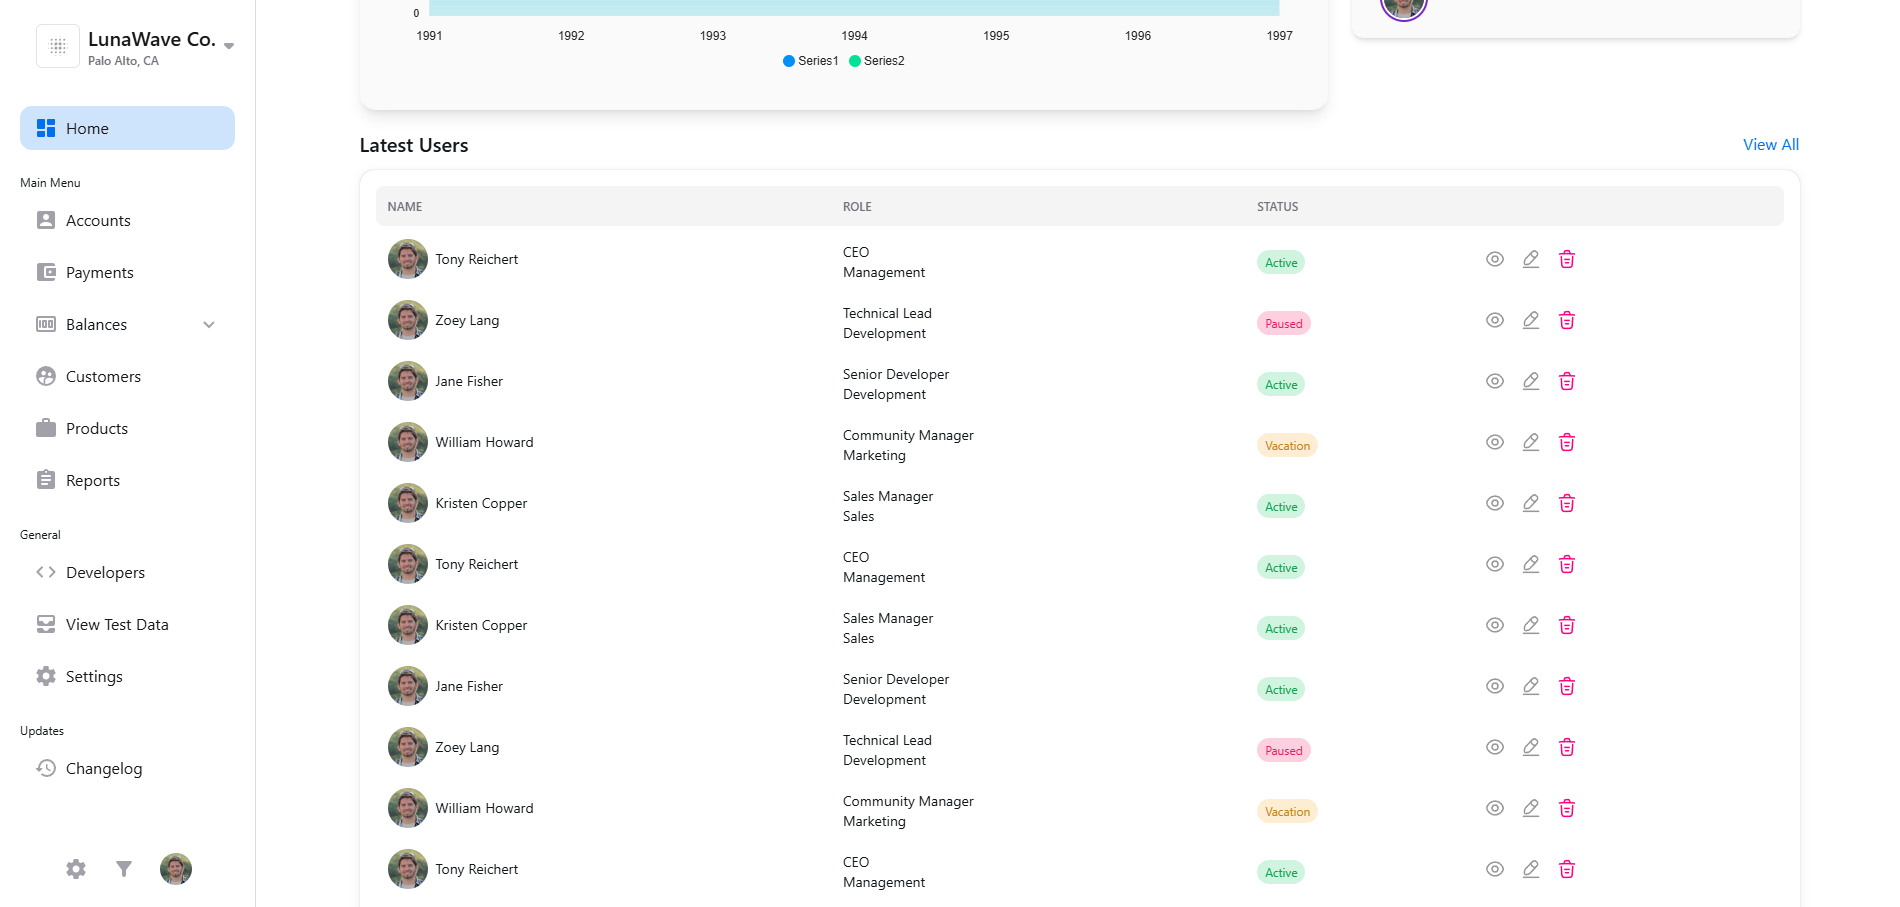 LunaWave Co.
Palo Alto, CA
Home
Main Menu
Accounts
Payments
Balances
Customers
Products
Reports
General
Developers
View Test Data
Settings
Updates
Changelog
0
1991 1992 1993 1994 1995 1996 1997
Series1 Series2
Latest Users View All
NAME ROLE STATUS
Tony Reichert CEO Management Active
Zoey Lang Technical Lead Development Paused
Jane Fisher Senior Developer Development Active
William Howard Community Manager Marketing Vacation
Kristen Copper Sales Manager Sales Active
Tony Reichert CEO Management Active
Kristen Copper Sales Manager Sales Active
Jane Fisher Senior Developer Development Active
Zoey Lang Technical Lead Development Paused
William Howard Community Manager Marketing Vacation
Tony Reichert CEO Management Active